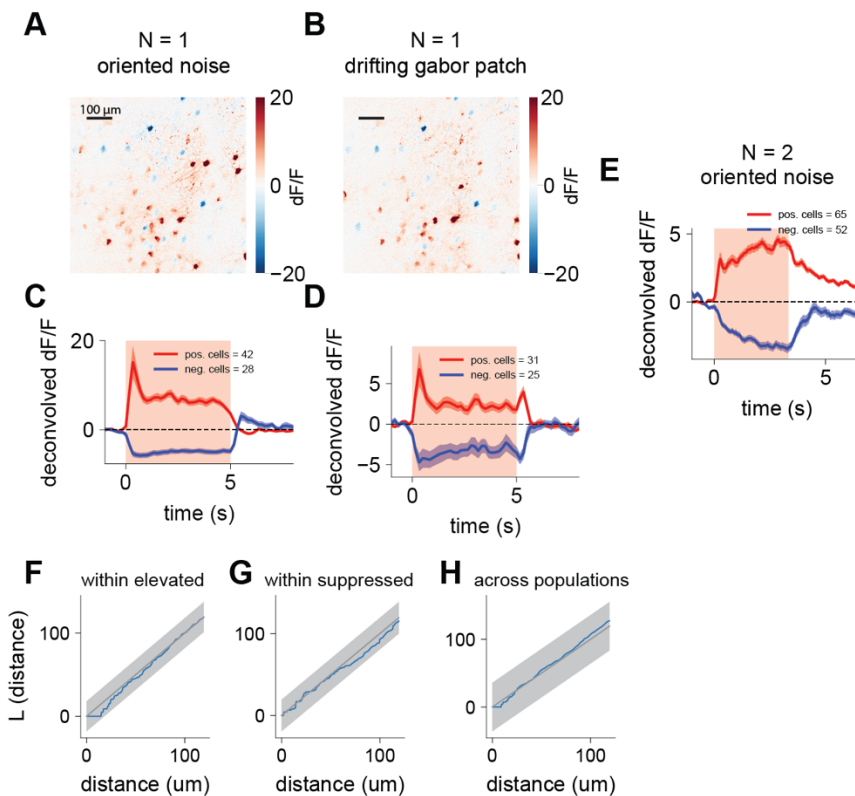 A
N = 1
oriented noise
100 µm
20
0
−20
dF/F
B
N = 1
drifting gabor patch
20
0
−20
dF/F
E
N = 2
oriented noise
pos. cells = 65
neg. cells = 52
deconvolved dF/F
5
0
0
5
time (s)
C
deconvolved dF/F
20
0
pos. cells = 42
neg. cells = 28
0
5
time (s)
D
deconvolved dF/F
5
0
−5
pos. cells = 31
neg. cells = 25
0
5
time (s)
F
within elevated
L (distance)
100
0
0
100
distance (um)
G
within suppressed
100
0
0
100
distance (um)
H
across populations
100
0
0
100
distance (um)